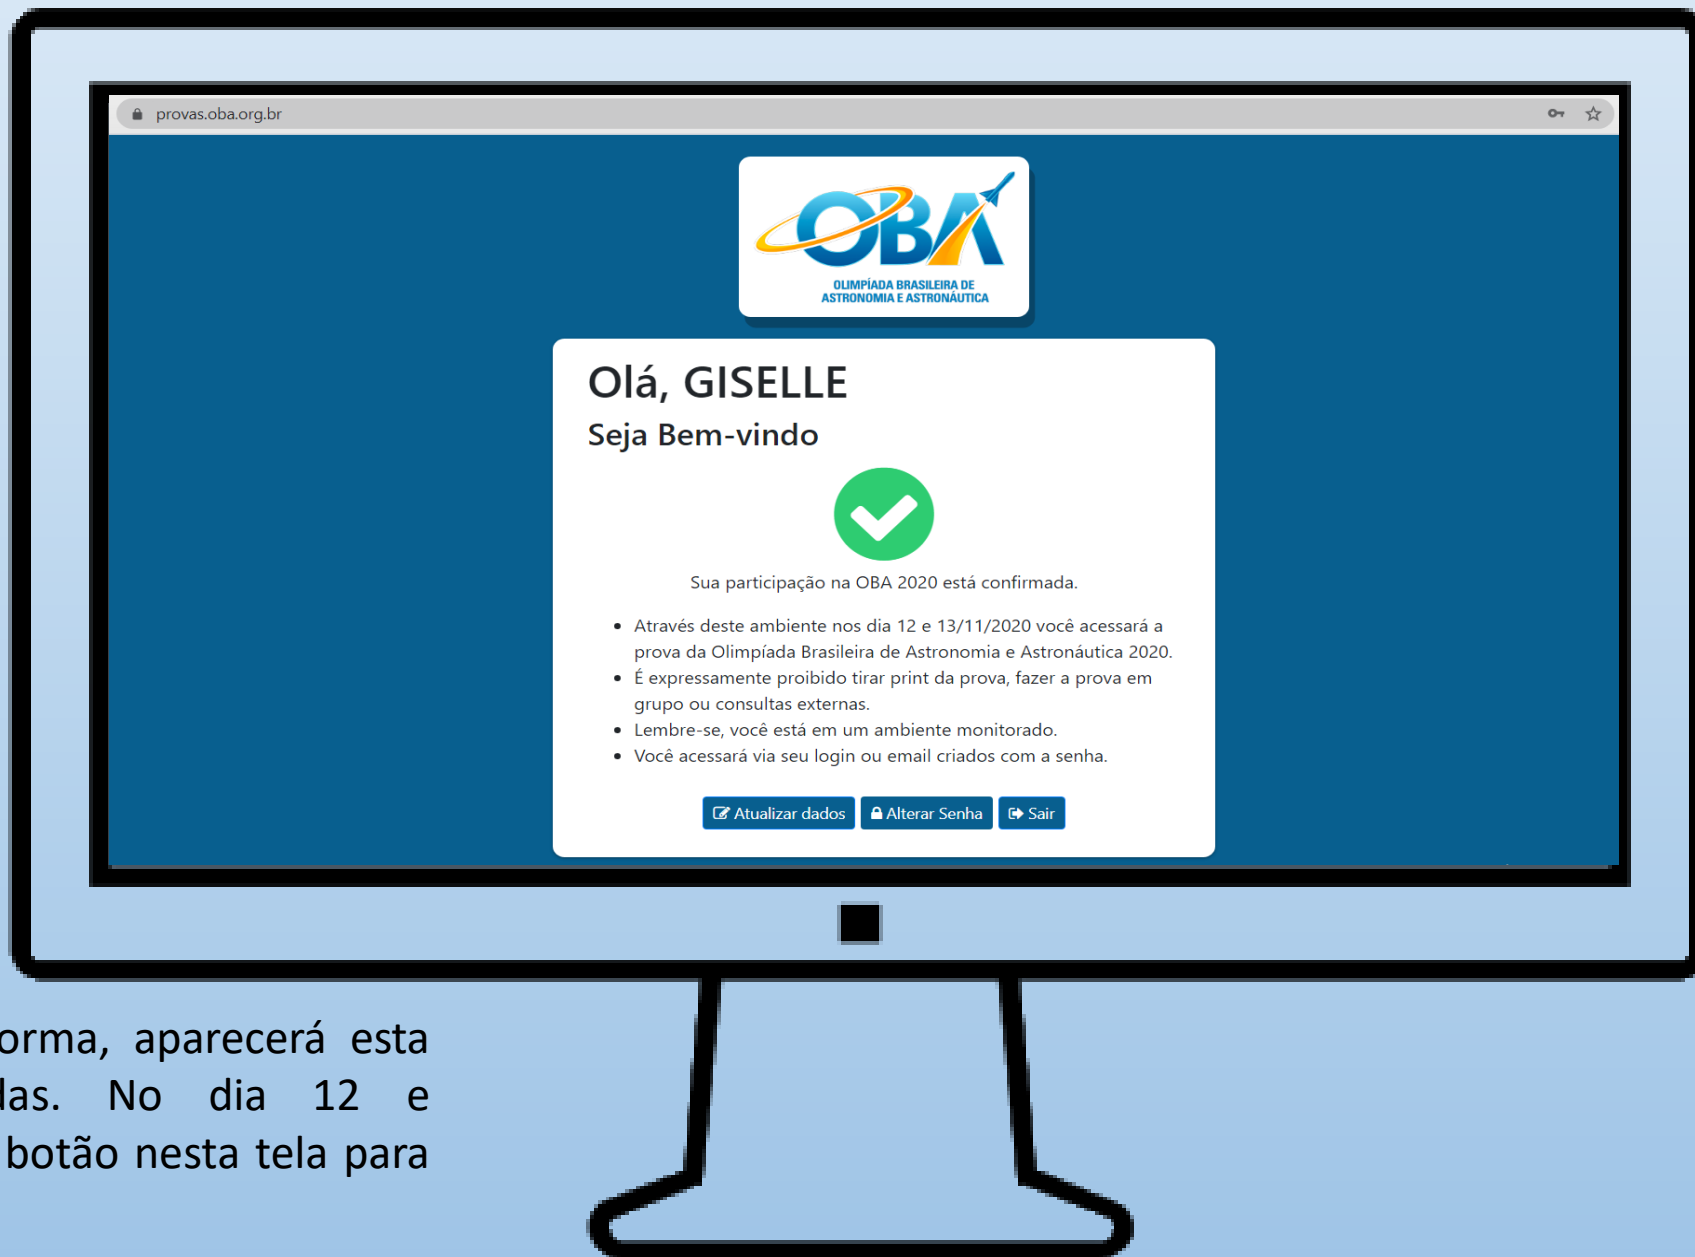 provas.oba.org.br
OBA
OLIMPÍADA BRASILEIRA DE
ASTRONOMIA E ASTRONÁUTICA
Olá, GISELLE
Seja Bem-vindo
Sua participação na OBA 2020 está confirmada.
Através deste ambiente nos dia 12 e 13/11/2020 você acessará a
prova da Olimpíada Brasileira de Astronomia e Astronáutica 2020.
É expressamente proibido tirar print da prova, fazer a prova em
grupo ou consultas externas.
Lembre-se, você está em um ambiente monitorado.
Você acessará via seu login ou email criados com a senha.
Atualizar dados Alterar Senha Sair
orma, aparecerá esta
das. No dia 12 e
botão nesta tela para